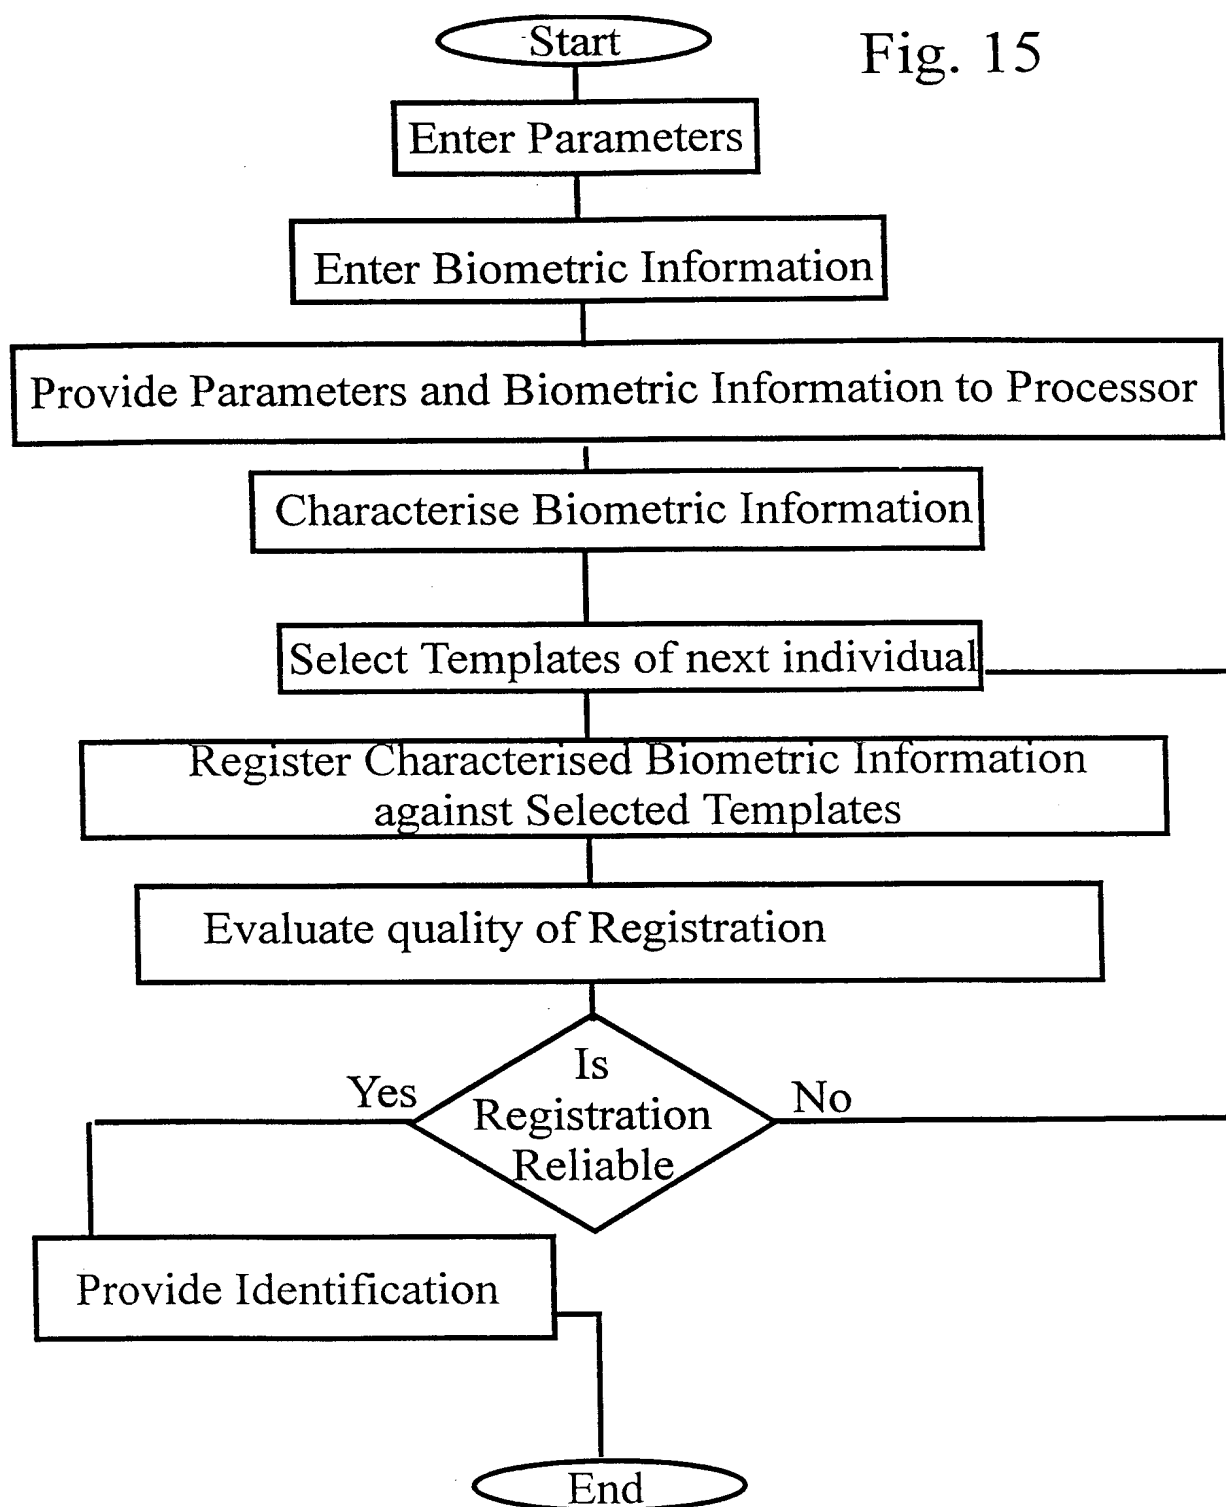 Fig. 15
Start
Enter Parameters
Enter Biometric Information
Provide Parameters and Biometric Information to Processor
Characterise Biometric Information
Select Templates of next individual
Register Characterised Biometric Information
against Selected Templates
Evaluate quality of Registration
Is
Registration
Reliable
Yes
No
Provide Identification
End